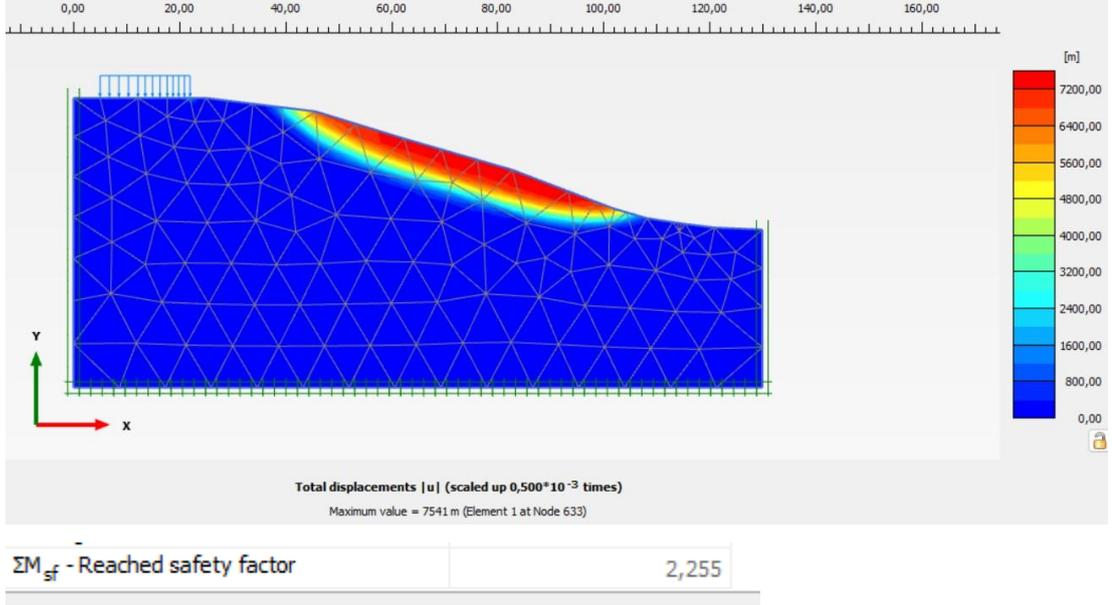 0,00 20,00 40,00 60,00 80,00 100,00 120,00 140,00 160,00
[m]
7200,00
6400,00
5600,00
4800,00
4000,00
3200,00
2400,00
1600,00
800,00
0,00
Y
X
Total displacements |u| (scaled up 0,500*10⁻³ times)
Maximum value = 7541 m (Element 1 at Node 633)
ΣMsf - Reached safety factor 2,255